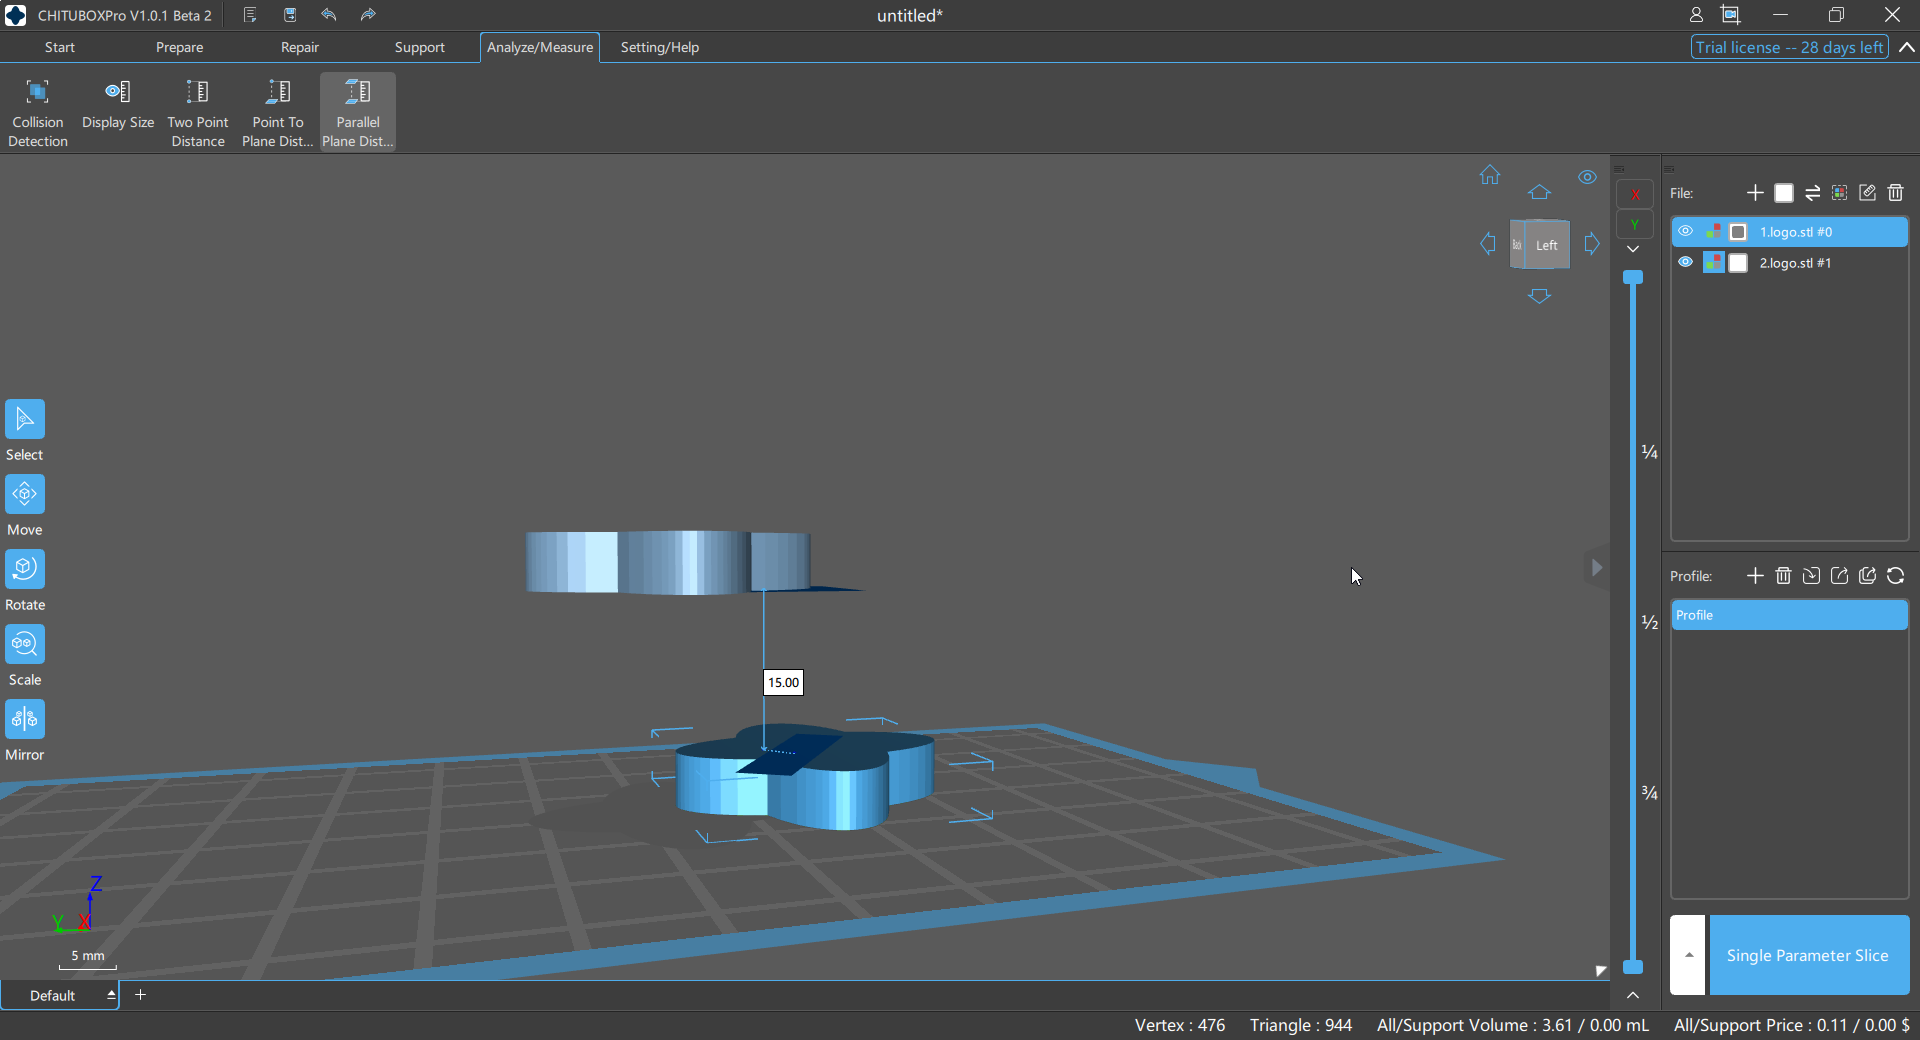 CHITUBOXPro V1.0.1 Beta 2
untitled*
Start
Prepare
Repair
Support
Analyze/Measure
Setting/Help
Trial license -- 28 days left
Collision
Detection
Display Size
Two Point
Distance
Point To
Plane Dist...
Parallel
Plane Dist...
Back
Left
X
Y
File:
1.logo.stl #0
2.logo.stl #1
¼
½
¾
Select
Move
Rotate
Scale
Mirror
15.00
Profile:
Profile
Z
Y
X
5 mm
Single Parameter Slice
Default
+
Vertex : 476
Triangle : 944
All/Support Volume : 3.61 / 0.00 mL
All/Support Price : 0.11 / 0.00 $